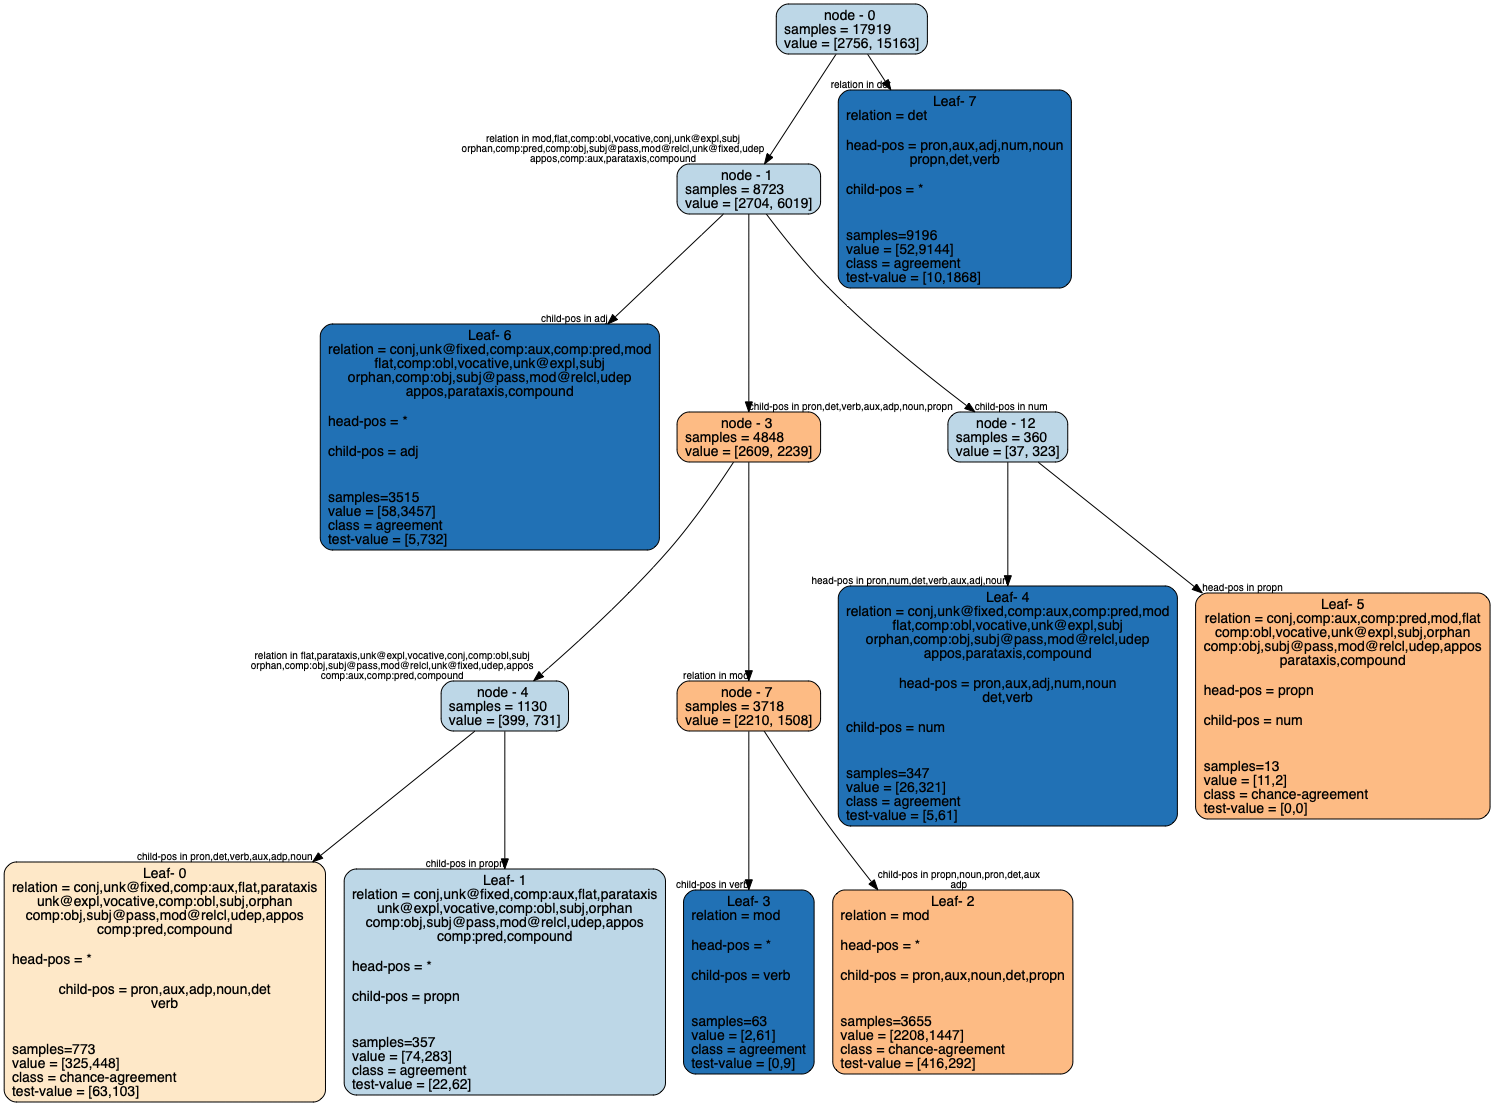 node - 0
samples = 17919
value = [2756, 15163]
relation in det
Leaf- 7
relation = det
head-pos = pron,aux,adj,num,noun
propn,det,verb
child-pos = *
samples=9196
value = [52,9144]
class = agreement
test-value = [10,1868]
relation in mod,flat,comp:obl,vocative,conj,unk@expl,subj
orphan,comp:pred,comp:obj,subj@pass,mod@relcl,unk@fixed,udep
appos,comp:aux,parataxis,compound
node - 1
samples = 8723
value = [2704, 6019]
child-pos in adj
Leaf- 6
relation = conj,unk@fixed,comp:aux,comp:pred,mod
flat,comp:obl,vocative,unk@expl,subj
orphan,comp:obj,subj@pass,mod@relcl,udep
appos,parataxis,compound
head-pos = *
child-pos = adj
samples=3515
value = [58,3457]
class = agreement
test-value = [5,732]
child-pos in pron,det,verb,aux,adp,noun,propn
node - 3
samples = 4848
value = [2609, 2239]
child-pos in num
node - 12
samples = 360
value = [37, 323]
head-pos in pron,num,det,verb,aux,adj,noun
Leaf- 4
relation = conj,unk@fixed,comp:aux,comp:pred,mod
flat,comp:obl,vocative,unk@expl,subj
orphan,comp:obj,subj@pass,mod@relcl,udep
appos,parataxis,compound
head-pos = pron,aux,adj,num,noun
det,verb
child-pos = num
samples=347
value = [26,321]
class = agreement
test-value = [5,61]
head-pos in propn
Leaf- 5
relation = conj,comp:aux,comp:pred,mod,flat
comp:obl,vocative,unk@expl,subj,orphan
comp:obj,subj@pass,mod@relcl,udep,appos
parataxis,compound
head-pos = propn
child-pos = num
samples=13
value = [11,2]
class = chance-agreement
test-value = [0,0]
relation in flat,parataxis,unk@expl,vocative,conj,comp:obl,subj
orphan,comp:obj,subj@pass,mod@relcl,unk@fixed,udep,appos
comp:aux,comp:pred,compound
node - 4
samples = 1130
value = [399, 731]
relation in mod
node - 7
samples = 3718
value = [2210, 1508]
child-pos in pron,det,verb,aux,adp,noun
Leaf- 0
relation = conj,unk@fixed,comp:aux,flat,parataxis
unk@expl,vocative,comp:obl,subj,orphan
comp:obj,subj@pass,mod@relcl,udep,appos
comp:pred,compound
head-pos = *
child-pos = pron,aux,adp,noun,det
verb
samples=773
value = [325,448]
class = chance-agreement
test-value = [63,103]
child-pos in propn
Leaf- 1
relation = conj,unk@fixed,comp:aux,flat,parataxis
unk@expl,vocative,comp:obl,subj,orphan
comp:obj,subj@pass,mod@relcl,udep,appos
comp:pred,compound
head-pos = *
child-pos = propn
samples=357
value = [74,283]
class = agreement
test-value = [22,62]
child-pos in verb
Leaf- 3
relation = mod
head-pos = *
child-pos = verb
samples=63
value = [2,61]
class = agreement
test-value = [0,9]
child-pos in propn,noun,pron,det,aux
adp
Leaf- 2
relation = mod
head-pos = *
child-pos = pron,aux,noun,det,propn
samples=3655
value = [2208,1447]
class = chance-agreement
test-value = [416,292]